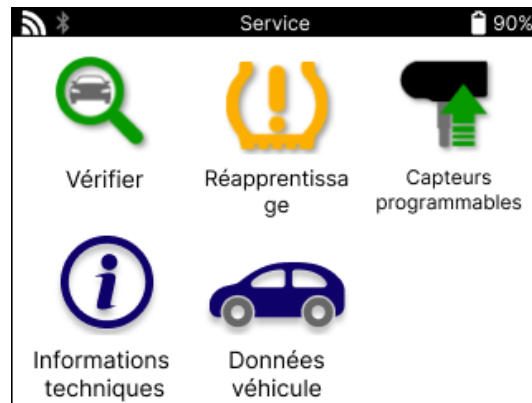 Service
90%
Vérifier
Réapprentissa
ge
Capteurs
programmables
Informations
techniques
Données
véhicule